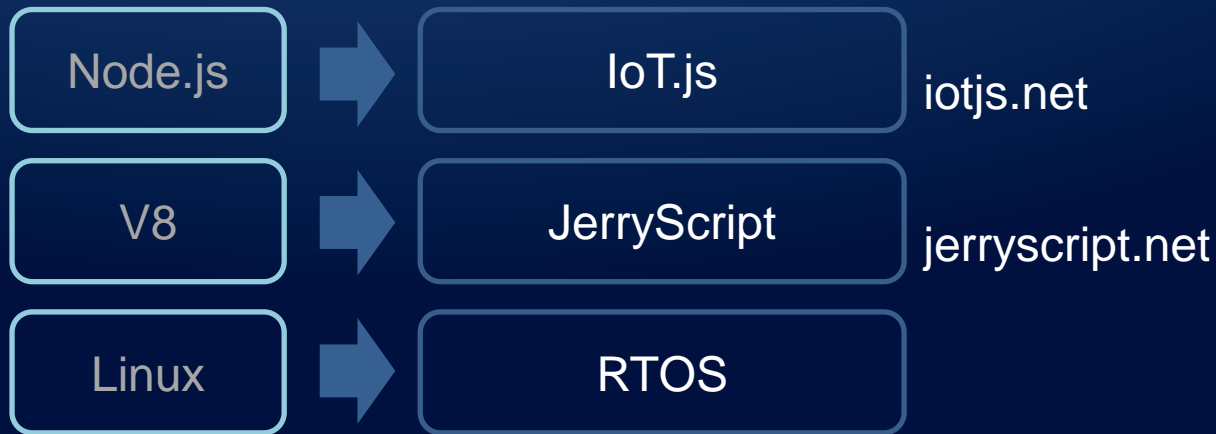 Node.js
IoT.js
iotjs.net
V8
JerryScript
jerryscript.net
Linux
RTOS